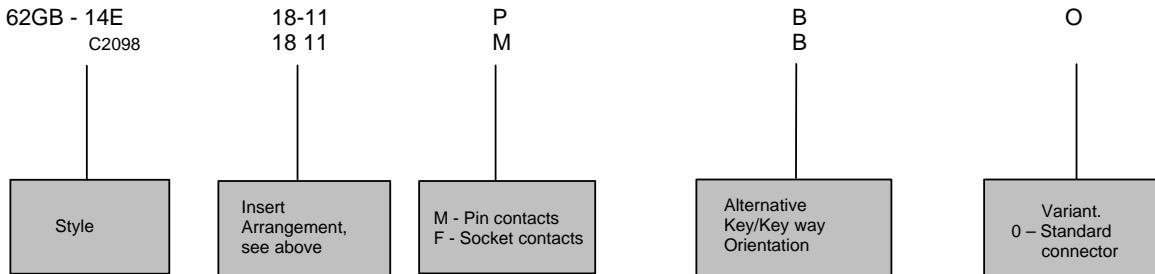 62GB - 14E 18-11 P B O
C2098 18 11 M B
Style
Insert
Arrangement,
see above
M - Pin contacts
F - Socket contacts
Alternative
Key/Key way
Orientation
Variant.
0 – Standard
connector